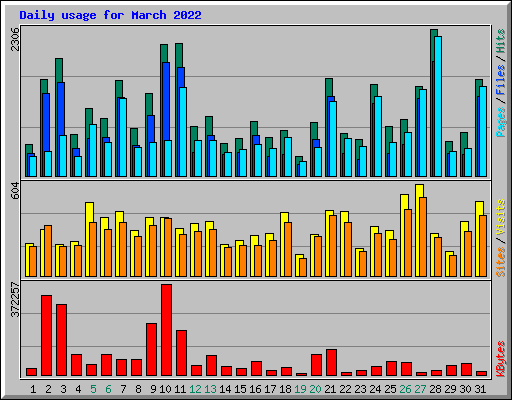 Daily usage for March 2022
2306
Pages / Files / Hits
604
Sites / Visits
372257
KBytes
1 2 3 4 5 6 7 8 9 10 11 12 13 14 15 16 17 18 19 20 21 22 23 24 25 26 27 28 29 30 31